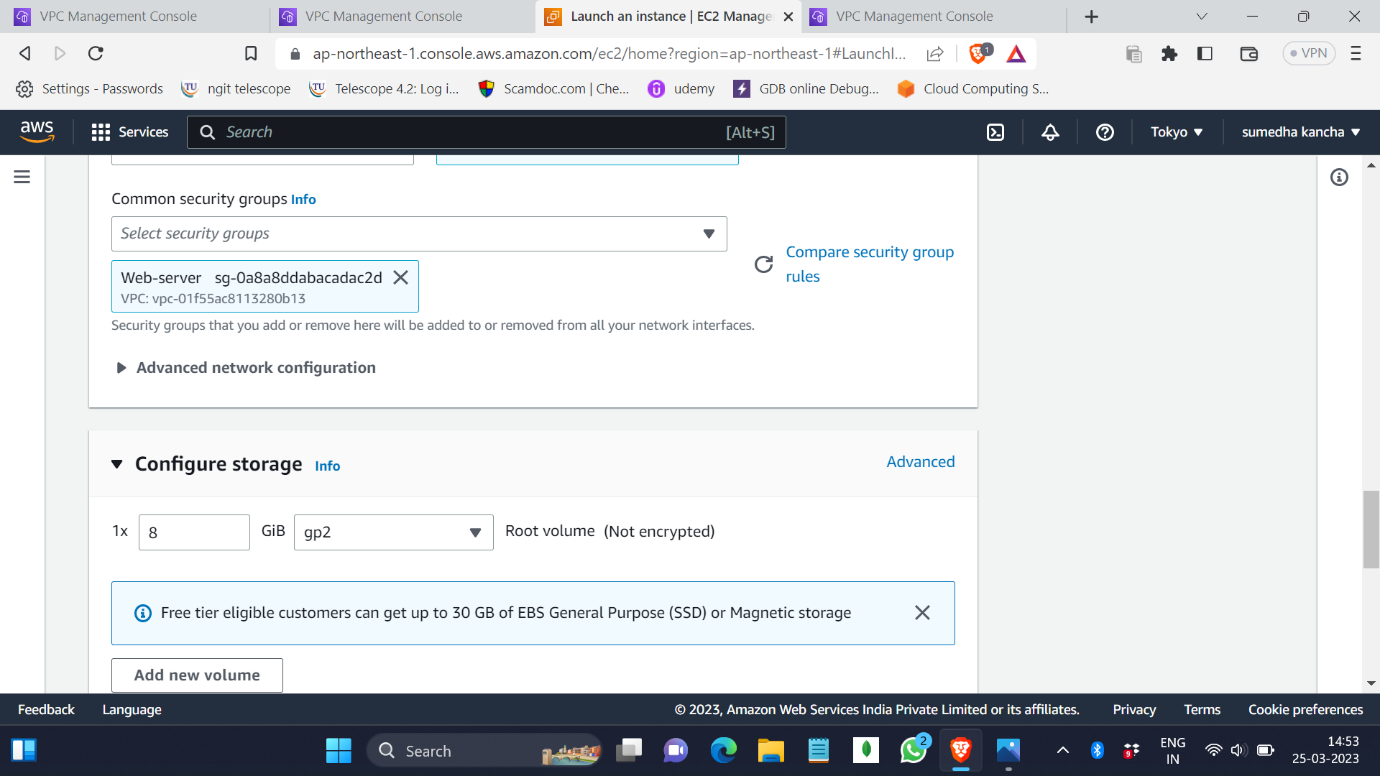 VPC Management Console
VPC Management Console
Launch an instance | EC2 Manage
VPC Management Console
ap-northeast-1.console.aws.amazon.com/ec2/home?region=ap-northeast-1#LaunchI...
1
VPN
Settings - Passwords
TU
ngit telescope
TU
Telescope 4.2: Log i...
Scamdoc.com | Che...
udemy
GDB online Debug...
Cloud Computing S...
aws
Services
Search
[Alt+S]
Tokyo
sumedha kancha
Common security groups Info
Select security groups
Compare security group
rules
Web-server sg-0a8a8ddabacadac2d
VPC: vpc-01f55ac8113280b13
Security groups that you add or remove here will be added to or removed from all your network interfaces.
Advanced network configuration
Configure storage Info
Advanced
1x 8 GiB gp2 Root volume (Not encrypted)
Free tier eligible customers can get up to 30 GB of EBS General Purpose (SSD) or Magnetic storage
Add new volume
Feedback
Language
© 2023, Amazon Web Services India Private Limited or its affiliates.
Privacy
Terms
Cookie preferences
Search
2
9
ENG
IN
14:53
25-03-2023